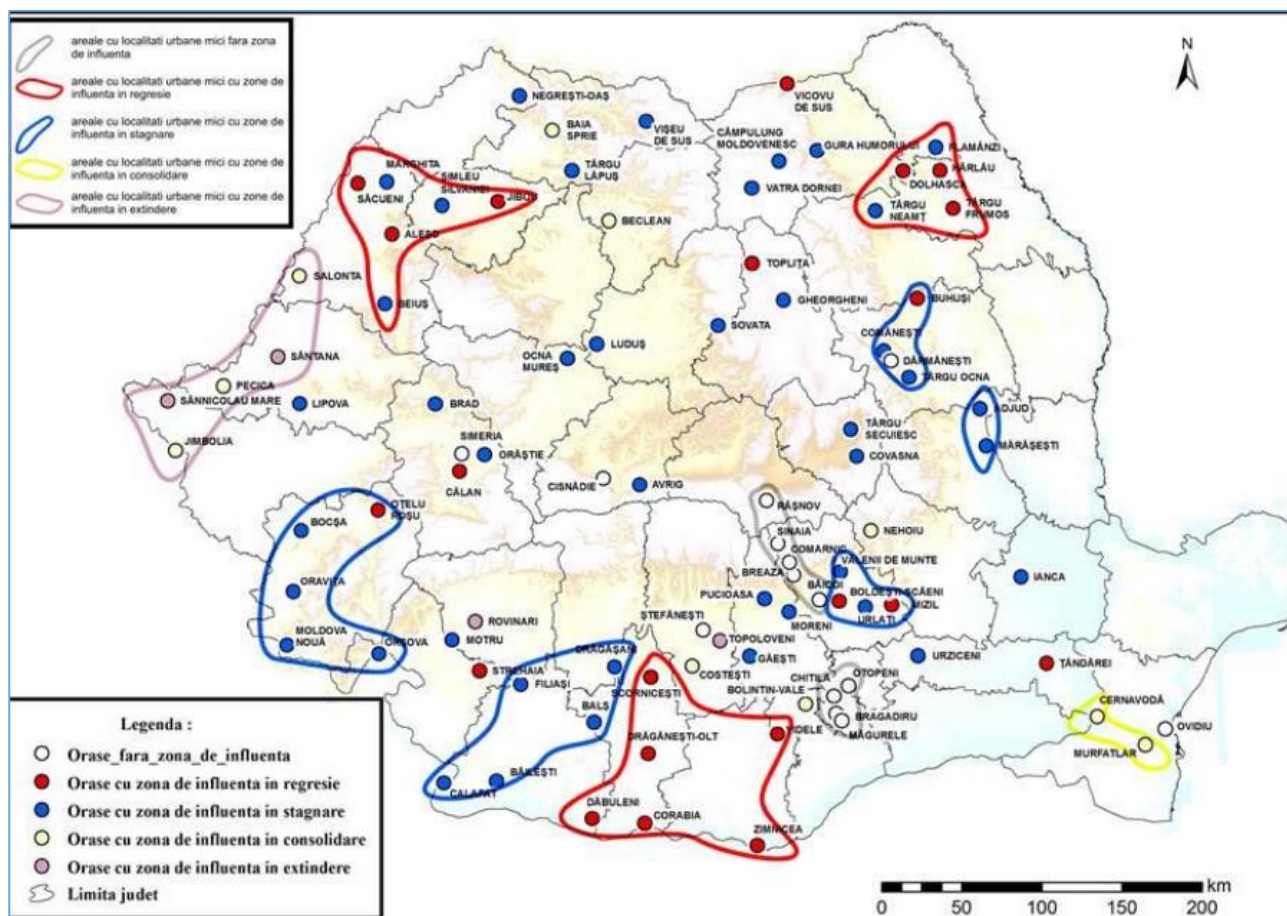 areale cu localitati urbane mici fara zona
de influenta
areale cu localitati urbane mici cu zone de
influenta in regresie
areale cu localitati urbane mici cu zone de
influenta in stagnare
areale cu localitati urbane mici cu zone de
influenta in consolidare
areale cu localitati urbane mici cu zone de
influenta in extindere
N
NEGREȘTI-OAȘ
BAIA
SPRIE
VIȘEU
DE SUS
TÂRGU
LĂPUȘ
VICOVU
DE SUS
CÂMPULUNG
MOLDOVENESC
GURA HUMORULUI
VATRA DORNEI
FLAMÂNZI
HÂRLĂU
DOLHASCA
TÂRGU
NEAMȚ
TÂRGU
FRUMOS
MARGHITA
SĂCUENI
SIMLEU
SILVANIEI
JIBOU
ALEȘD
BEIUȘ
BECLEAN
SALONTA
SÂNTANA
PECICA
SÂNNICOLAU MARE
LIPOVA
JIMBOLIA
TOPLIȚA
GHEORGHENI
SOVATA
LUDUȘ
OCNA
MUREȘ
BUHUȘI
COMĂNEȘTI
DĂRMĂNEȘTI
TÂRGU OCNA
ADJUD
MĂRĂȘEȘTI
BRAD
SIMERIA
ORĂȘTIE
CĂLAN
CISNĂDIE
AVRIG
TÂRGU
SECUIESC
COVASNA
RÂȘNOV
SINAIA
COMARNIC
BREAZA
BĂICOI
NEHOIU
VALENII DE MUNTE
BOLDEȘTI-SCĂENI
MIZIL
URLAȚI
IANCA
OȚELU
ROȘU
BOCȘA
ORAVIȚA
MOLDOVA
NOUĂ
ORȘOVA
ROVINARI
MOTRU
STREHAIA
FILIAȘI
DRĂGĂȘANI
BALȘ
BĂILEȘTI
CALAFAT
PUCIOASA
MORENI
ȘTEFĂNEȘTI
TOPOLOVENI
GĂEȘTI
COSTEȘTI
BOLINTIN-VALE
CHITILA
OTOPENI
BRAGADIRU
MĂGURELE
URZICENI
ȚĂNDĂREI
CERNAVODĂ
OVIDIU
MURFATLAR
SCORNICEȘTI
DRĂGĂNEȘTI-OLT
VIDELE
DĂBULENI
CORABIA
ZIMNICEA
Legenda :
Orase_fara_zona_de_influenta
Orase cu zona de influenta in regresie
Orase cu zona de influenta in stagnare
Orase cu zona de influenta in consolidare
Orase cu zona de influenta in extindere
Limita judet
km
0 50 100 150 200